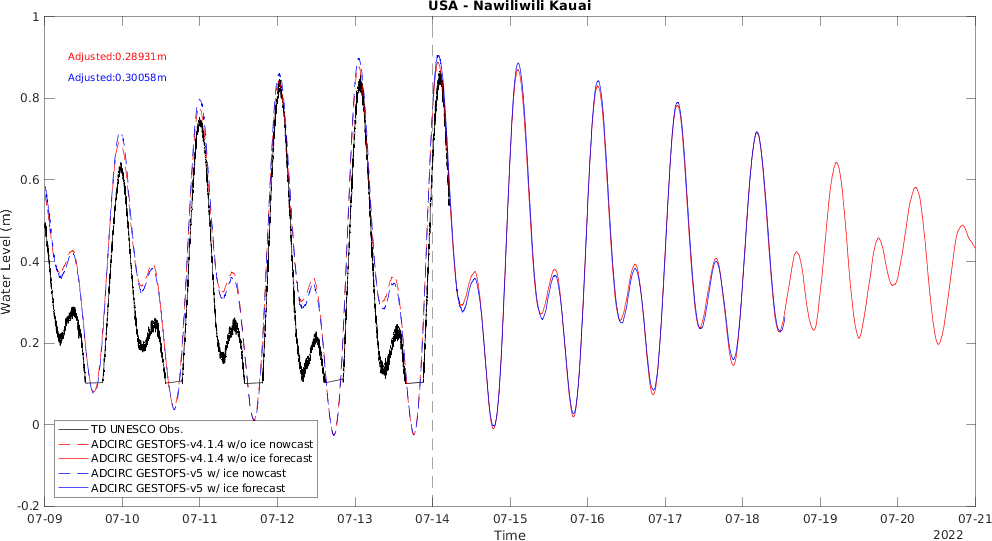 USA - Nawiliwili Kauai
Adjusted:0.28931m
Adjusted:0.30058m
Water Level (m)
1
0.8
0.6
0.4
0.2
0
-0.2
TD UNESCO Obs.
ADCIRC GESTOFS-v4.1.4 w/o ice nowcast
ADCIRC GESTOFS-v4.1.4 w/o ice forecast
ADCIRC GESTOFS-v5 w/ ice nowcast
ADCIRC GESTOFS-v5 w/ ice forecast
07-09 07-10 07-11 07-12 07-13 07-14 07-15 07-16 07-17 07-18 07-19 07-20 07-21
Time
2022